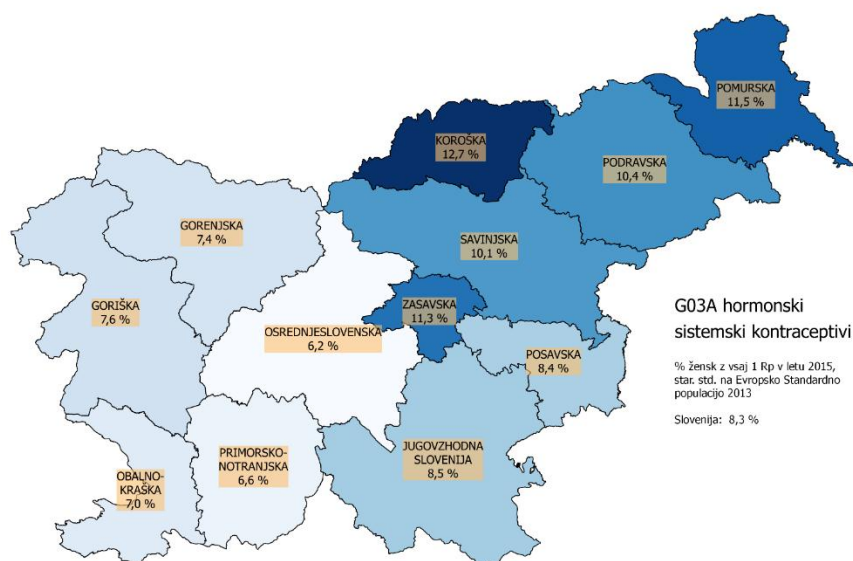 POMURSKA
11,5 %
KOROŠKA
12,7 %
PODRAVSKA
10,4 %
GORENJSKA
7,4 %
SAVINJSKA
10,1 %
GORIŠKA
7,6 %
ZASAVSKA
11,3 %
OSREDNJESLOVENSKA
6,2 %
POSAVSKA
8,4 %
G03A hormonski
sistemski kontraceptivi
% žensk z vsaj 1 Rp v letu 2015,
star. std. na Evropsko Standardno
populacijo 2013
Slovenija: 8,3 %
JUGOVZHODNA
SLOVENIJA
8,5 %
PRIMORSKO-
NOTRANJSKA
6,6 %
OBALNO-
KRAŠKA
7,0 %